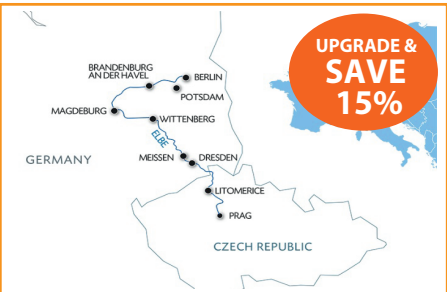 UPGRADE &
SAVE
15%
BRANDENBURG
AN DER HAVEL
BERLIN
POTSDAM
MAGDEBURG
WITTENBERG
ELBE
GERMANY
MEISSEN
DRESDEN
LITOMERICE
PRAG
CZECH REPUBLIC